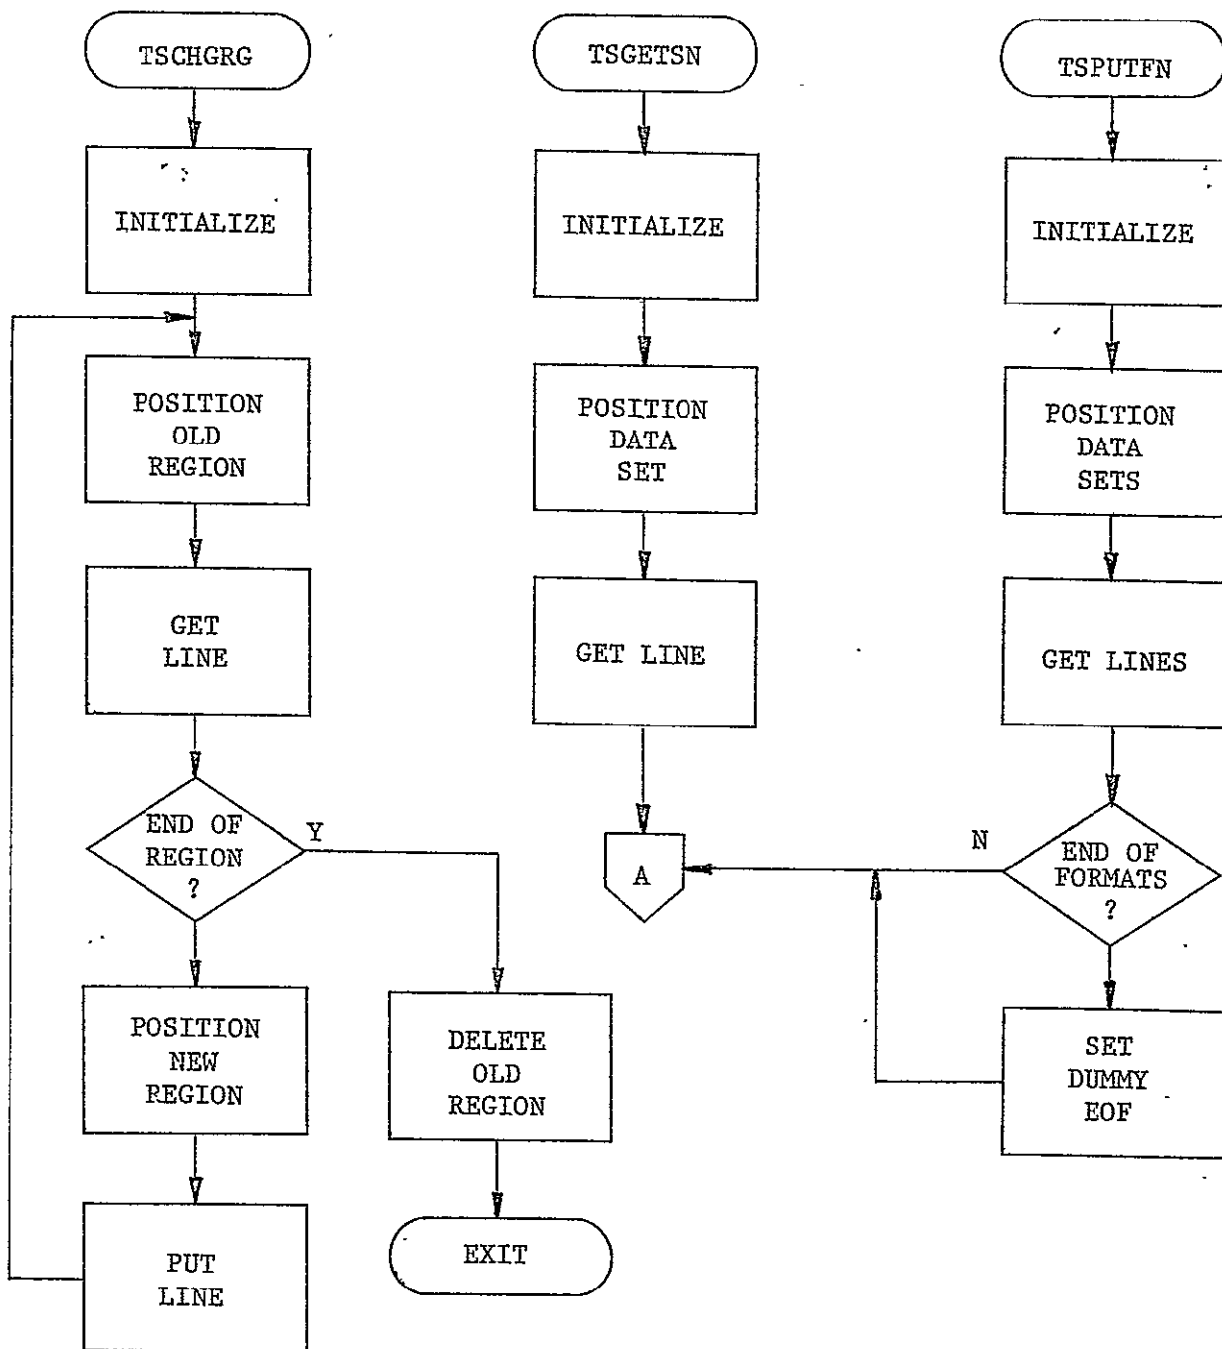 TSCHGRG
INITIALIZE
POSITION
OLD
REGION
GET
LINE
END OF
REGION
?
Y
POSITION
NEW
REGION
PUT
LINE
DELETE
OLD
REGION
EXIT
TSGETSN
INITIALIZE
POSITION
DATA
SET
GET LINE
A
TSPUTFN
INITIALIZE
POSITION
DATA
SETS
GET LINES
END OF
FORMATS
?
N
SET
DUMMY
EOF